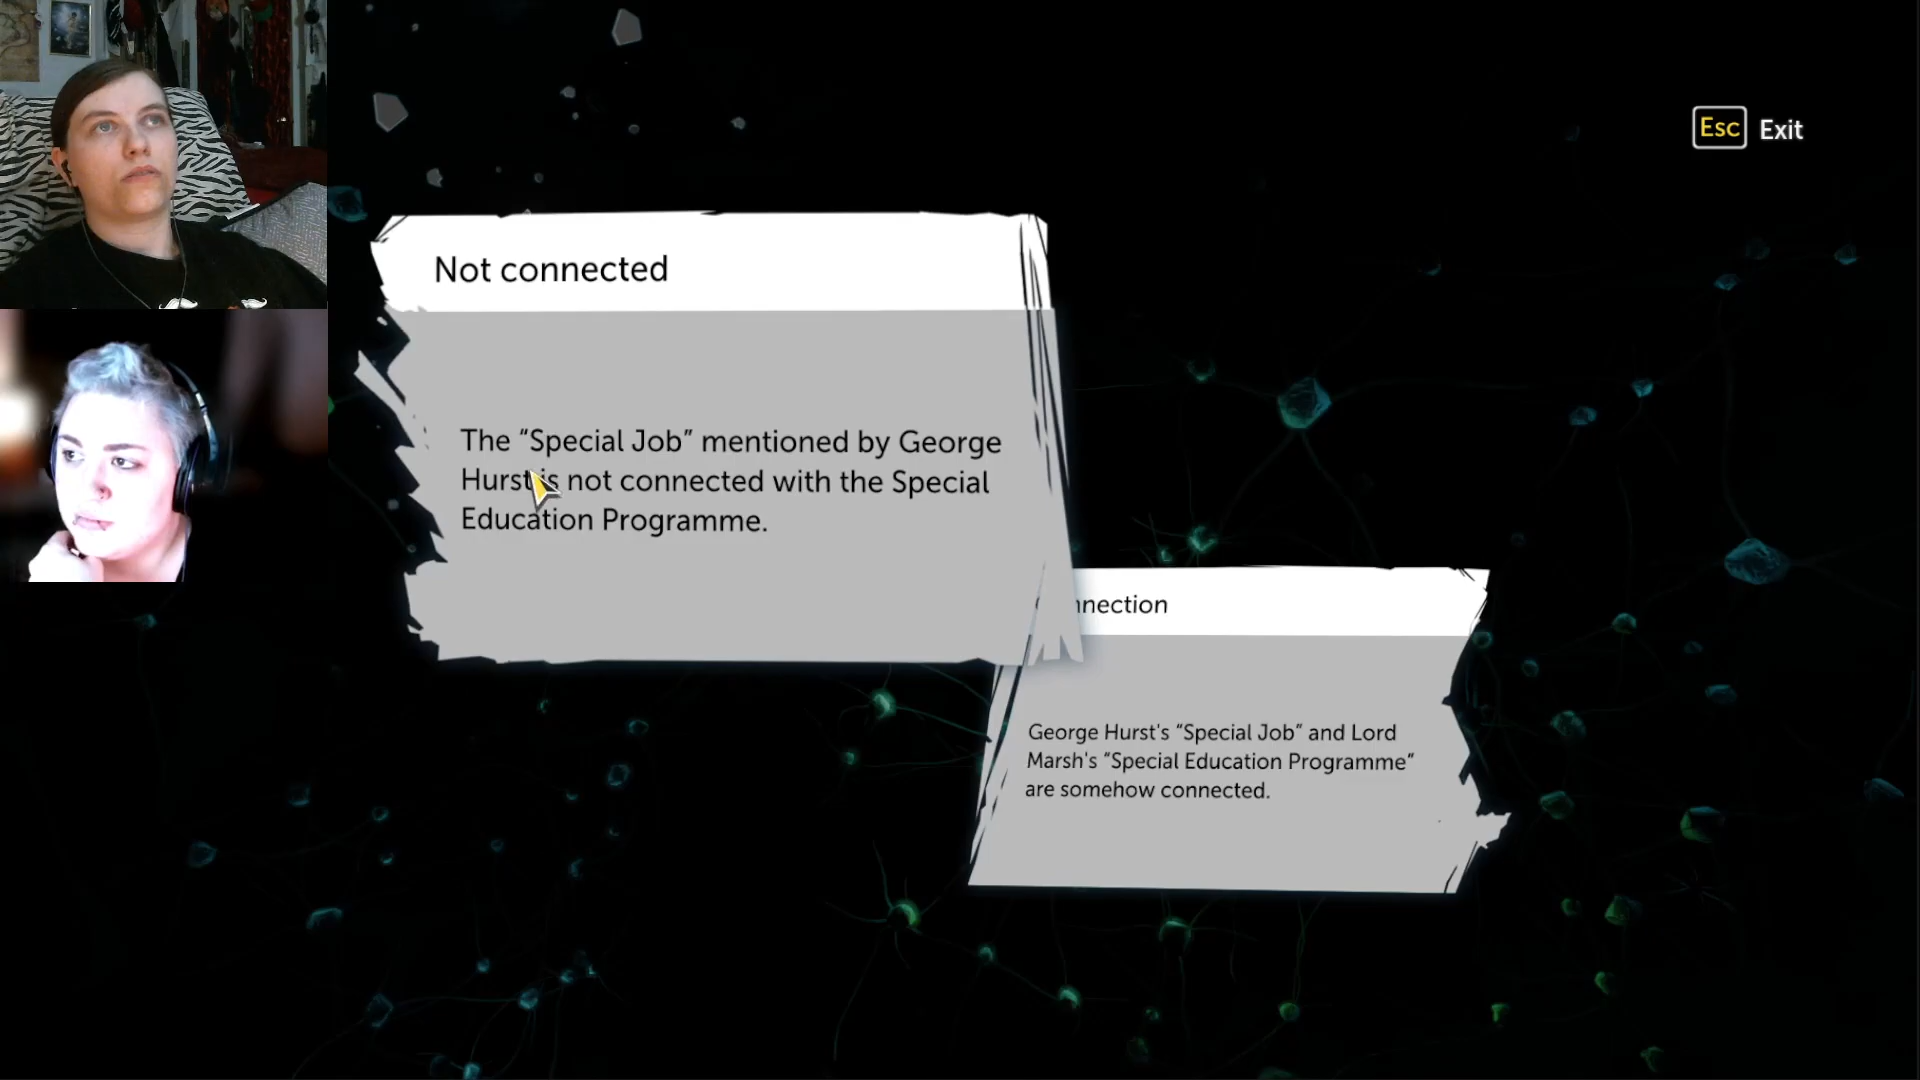 Esc Exit
Not connected
The “Special Job” mentioned by George
Hurst is not connected with the Special
Education Programme.
nnection
George Hurst's “Special Job” and Lord
Marsh's “Special Education Programme”
are somehow connected.